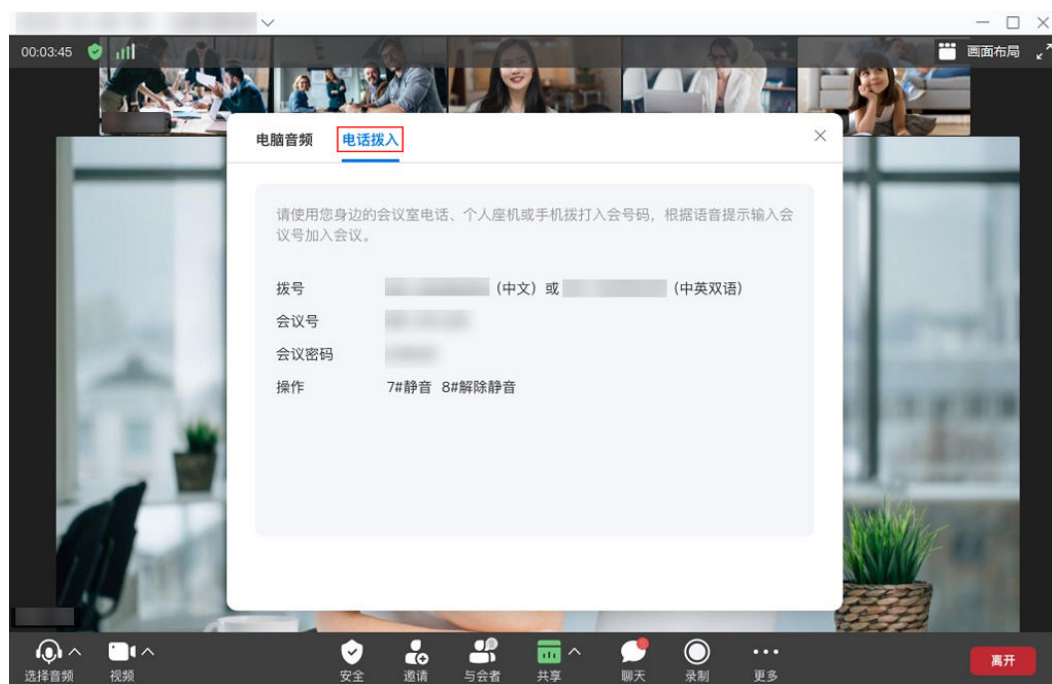 00:03:45
画面布局
电脑音频 电话拨入
请使用您身边的会议室电话、个人座机或手机拨打入会号码，根据语音提示输入会
议号加入会议。
拨号 (中文) 或 (中英双语)
会议号
会议密码
操作 7#静音 8#解除静音
选择音频 视频 安全 邀请 与会者 共享 聊天 录制 更多 离开